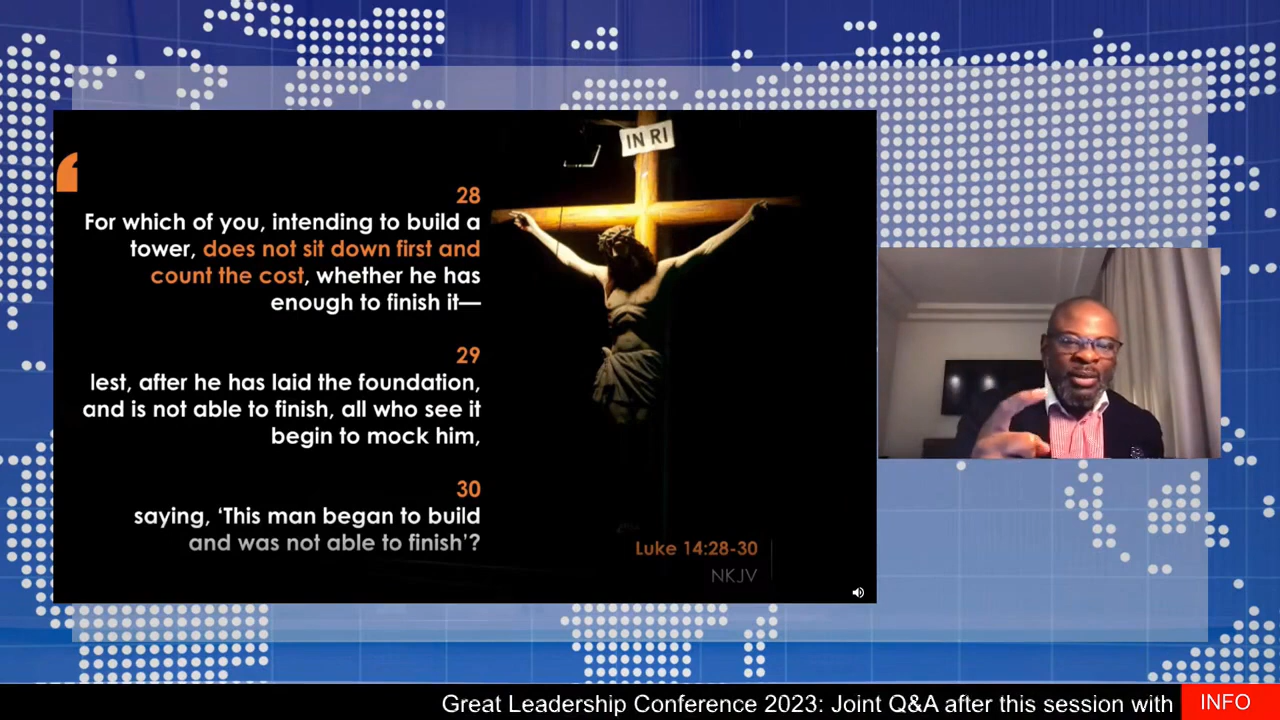 IN RI
28
For which of you, intending to build a
tower, does not sit down first and
count the cost, whether he has
enough to finish it—
29
lest, after he has laid the foundation,
and is not able to finish, all who see it
begin to mock him,
30
saying, ‘This man began to build
and was not able to finish’?
Luke 14:28-30
NKJV
Great Leadership Conference 2023: Joint Q&A after this session with
INFO